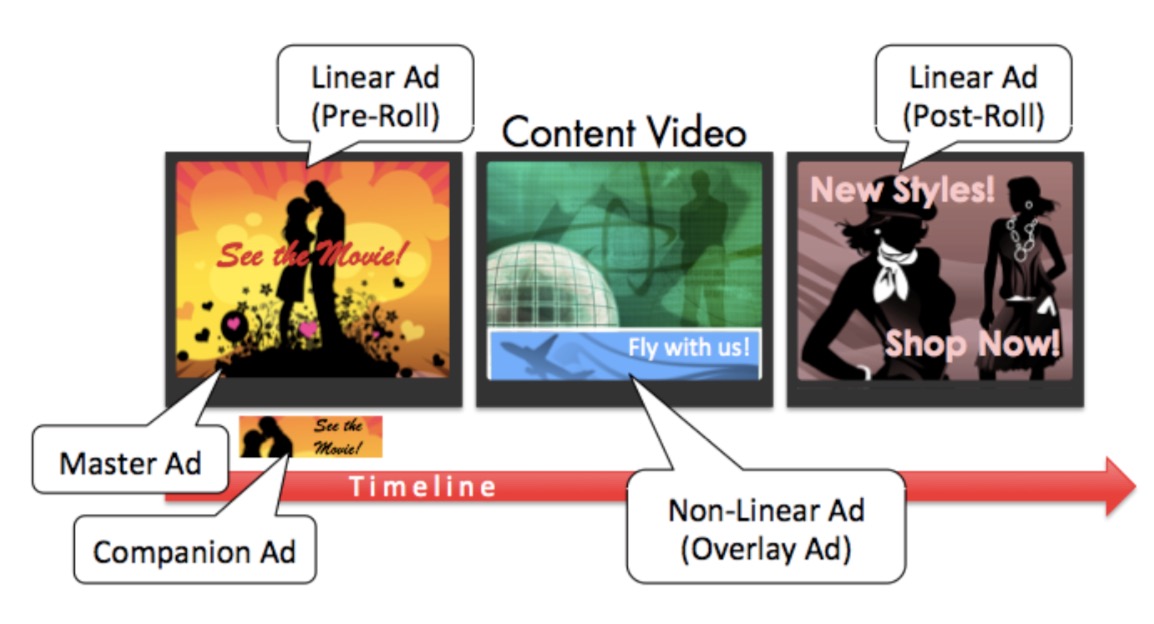 Linear Ad
(Pre-Roll)
Linear Ad
(Post-Roll)
Content Video
See the Movie!
New Styles!
Fly with us!
Shop Now!
See the
Movie!
Master Ad
Timeline
Companion Ad
Non-Linear Ad
(Overlay Ad)